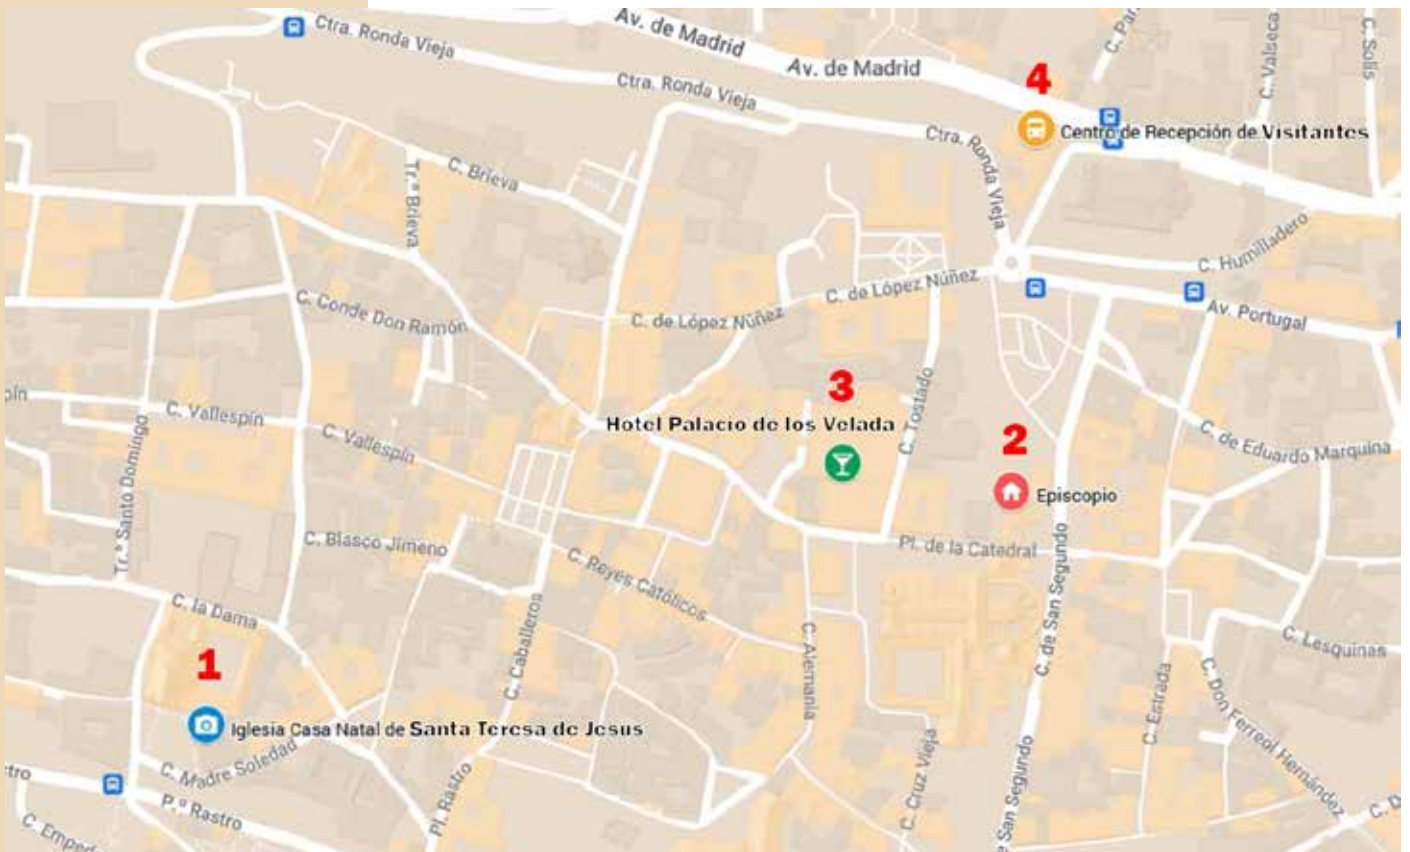 Ctra. Ronda Vieja
Av. de Madrid
Av. de Madrid
C. Valseca
C. Solis
4
Ctra. Ronda Vieja
Centro de Recepción de Visitantes
Ctra. Ronda Vieja
C. Brieva
Tr.ª Brieva
C. Humilladero
C. de López Núñez
C. de López Núñez
Av. Portugal
C. Conde Don Ramón
3
Hotel Palacio de los Velada
C. Tostado
C. Vallespín
C. Vallespín
2
C. de Eduardo Marquina
Episcopio
Tr.ª Santo Domingo
C. Blasco Jimeno
Pl. de la Catedral
C. Reyes Católicos
C. de San Segundo
C. la Dama
C. Caballeros
C. Alemania
C. Lesquinas
1
Iglesia Casa Natal de Santa Teresa de Jesus
C. Madre Soledad
C. Estrada
C. Don Ferreol Hernández
P.º Rastro
Pl. Rastro
C. Cruz Vieja
San Segundo